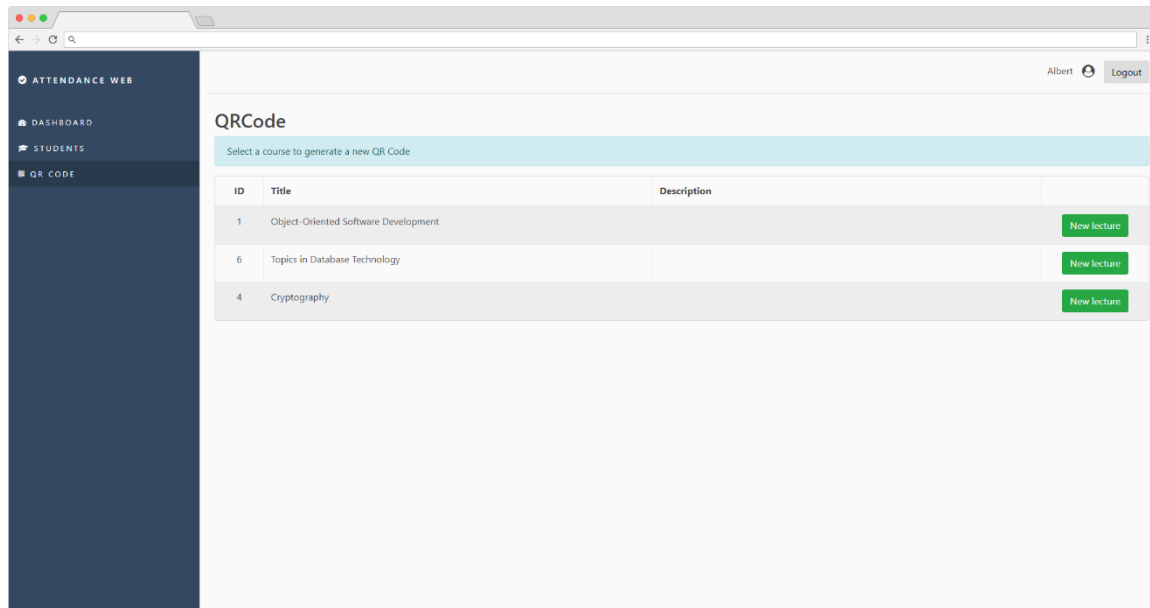 Albert Logout
ATTENDANCE WEB
DASHBOARD
STUDENTS
QR CODE
QRCode
Select a course to generate a new QR Code
ID Title Description
1 Object-Oriented Software Development New lecture
6 Topics in Database Technology New lecture
4 Cryptography New lecture